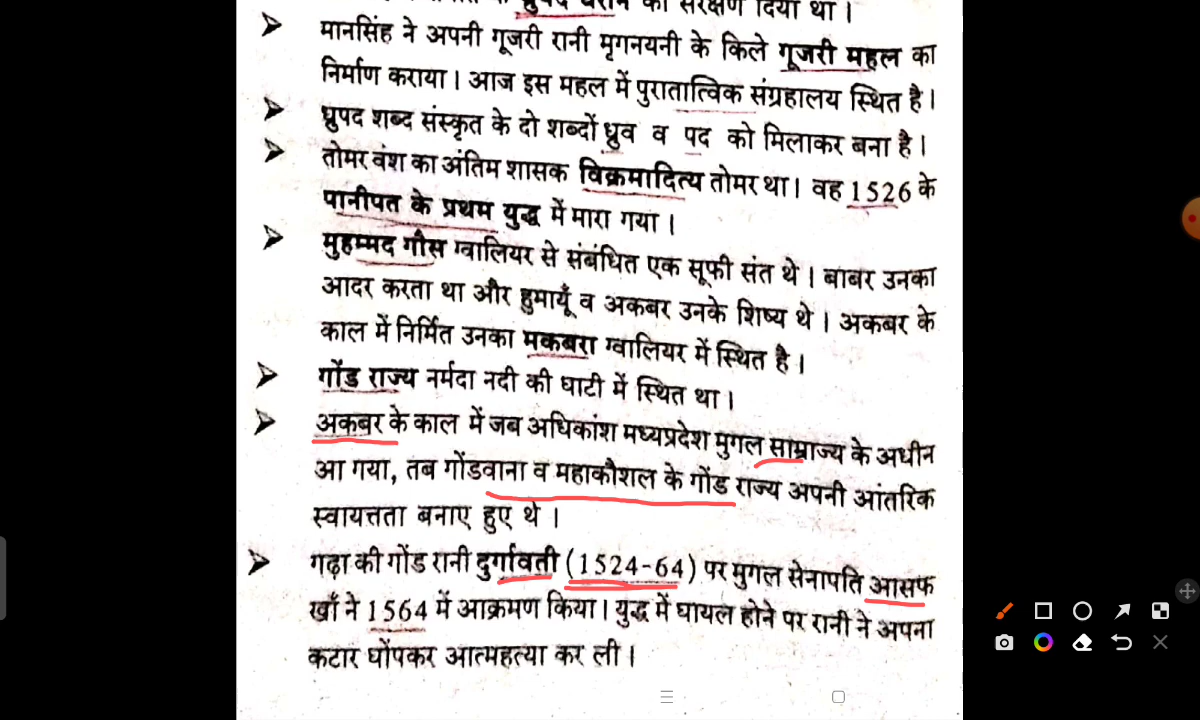 ध्रुपद घराने को संरक्षण दिया था।
➤ मानसिंह ने अपनी गूजरी रानी मृगनयनी के किले गूजरी महल का
निर्माण कराया। आज इस महल में पुरातात्विक संग्रहालय स्थित है।
➤ ध्रुपद शब्द संस्कृत के दो शब्दों ध्रुव व पद को मिलाकर बना है।
➤ तोमर वंश का अंतिम शासक विक्रमादित्य तोमर था। वह 1526 के
पानीपत के प्रथम युद्ध में मारा गया।
➤ मुहम्मद गौस ग्वालियर से संबंधित एक सूफी संत थे। बाबर उनका
आदर करता था और हुमायूँ व अकबर उनके शिष्य थे। अकबर के
काल में निर्मित उनका मकबरा ग्वालियर में स्थित है।
➤ गोंड राज्य नर्मदा नदी की घाटी में स्थित था।
➤ अकबर के काल में जब अधिकांश मध्यप्रदेश मुगल साम्राज्य के अधीन
आ गया, तब गोंडवाना व महाकौशल के गोंड राज्य अपनी आंतरिक
स्वायत्तता बनाए हुए थे।
➤ गढ़ा की गोंड रानी दुर्गावती (1524-64) पर मुगल सेनापति आसफ
खाँ ने 1564 में आक्रमण किया। युद्ध में घायल होने पर रानी ने अपना
कटार घोंपकर आत्महत्या कर ली।